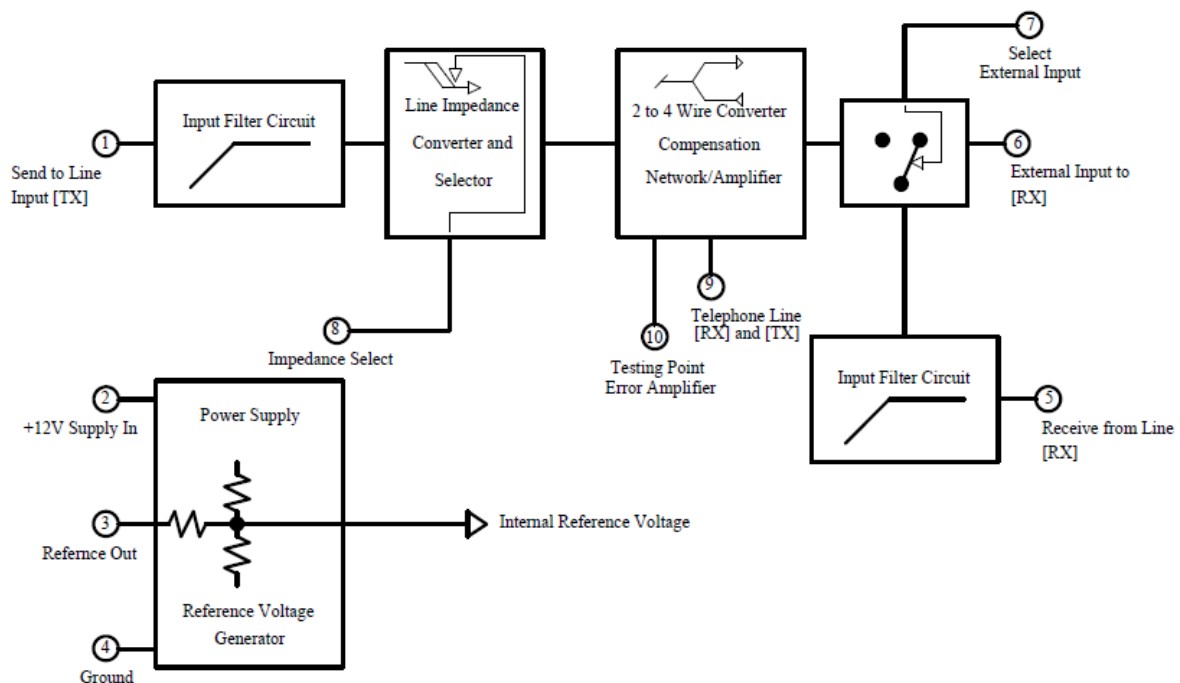 7
Select
External Input
Input Filter Circuit
Line Impedance
Converter and
Selector
2 to 4 Wire Converter
Compensation
Network/Amplifier
1
Send to Line
Input [TX]
6
External Input to
[RX]
8
Impedance Select
9
Telephone Line
[RX] and [TX]
10
Testing Point
Error Amplifier
Input Filter Circuit
5
Receive from Line
[RX]
2
+12V Supply In
Power Supply
3
Refernce Out
Internal Reference Voltage
Reference Voltage
Generator
4
Ground